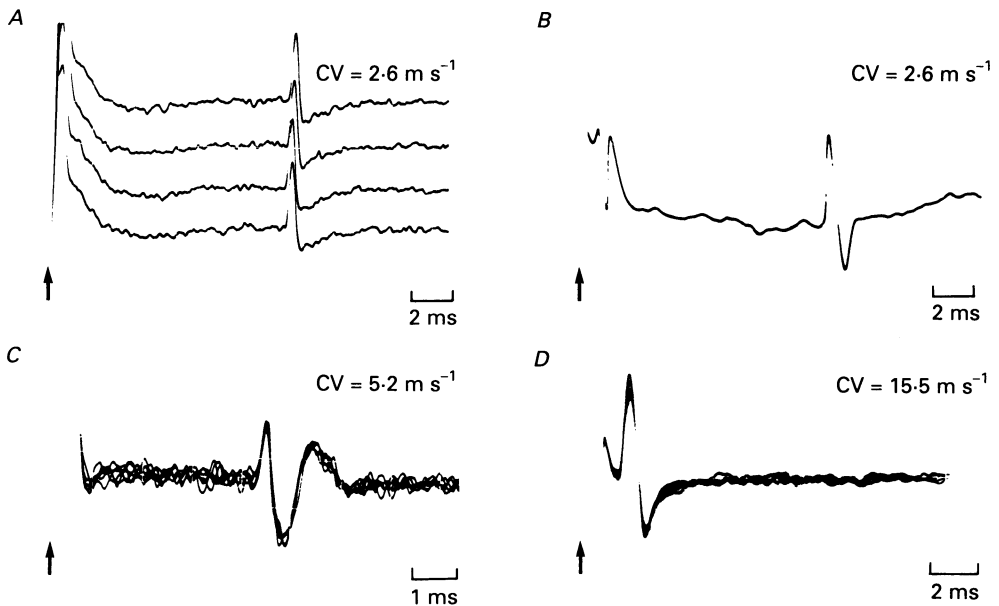 A
CV = 2·6 m s⁻¹
2 ms
B
CV = 2·6 m s⁻¹
2 ms
C
CV = 5·2 m s⁻¹
1 ms
D
CV = 15·5 m s⁻¹
2 ms